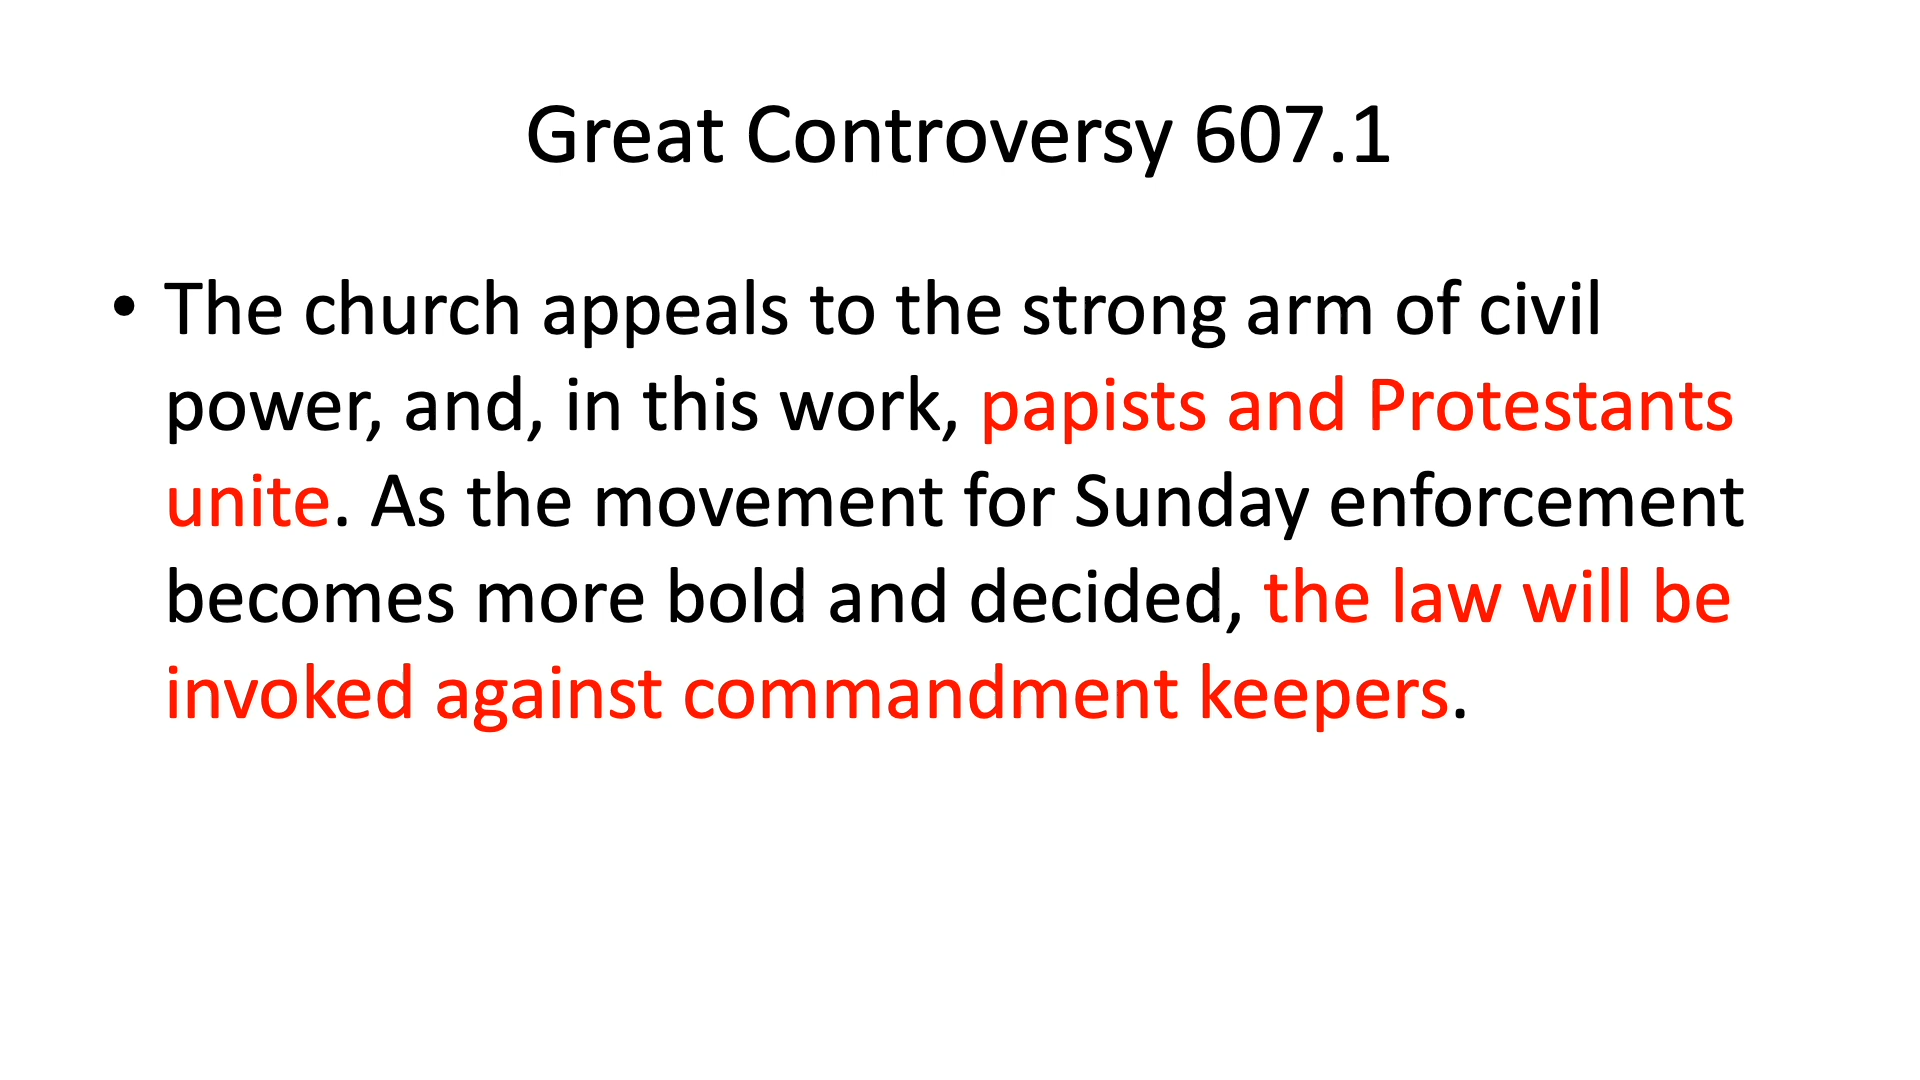 Great Controversy 607.1
• The church appeals to the strong arm of civil
power, and, in this work, papists and Protestants
unite. As the movement for Sunday enforcement
becomes more bold and decided, the law will be
invoked against commandment keepers.